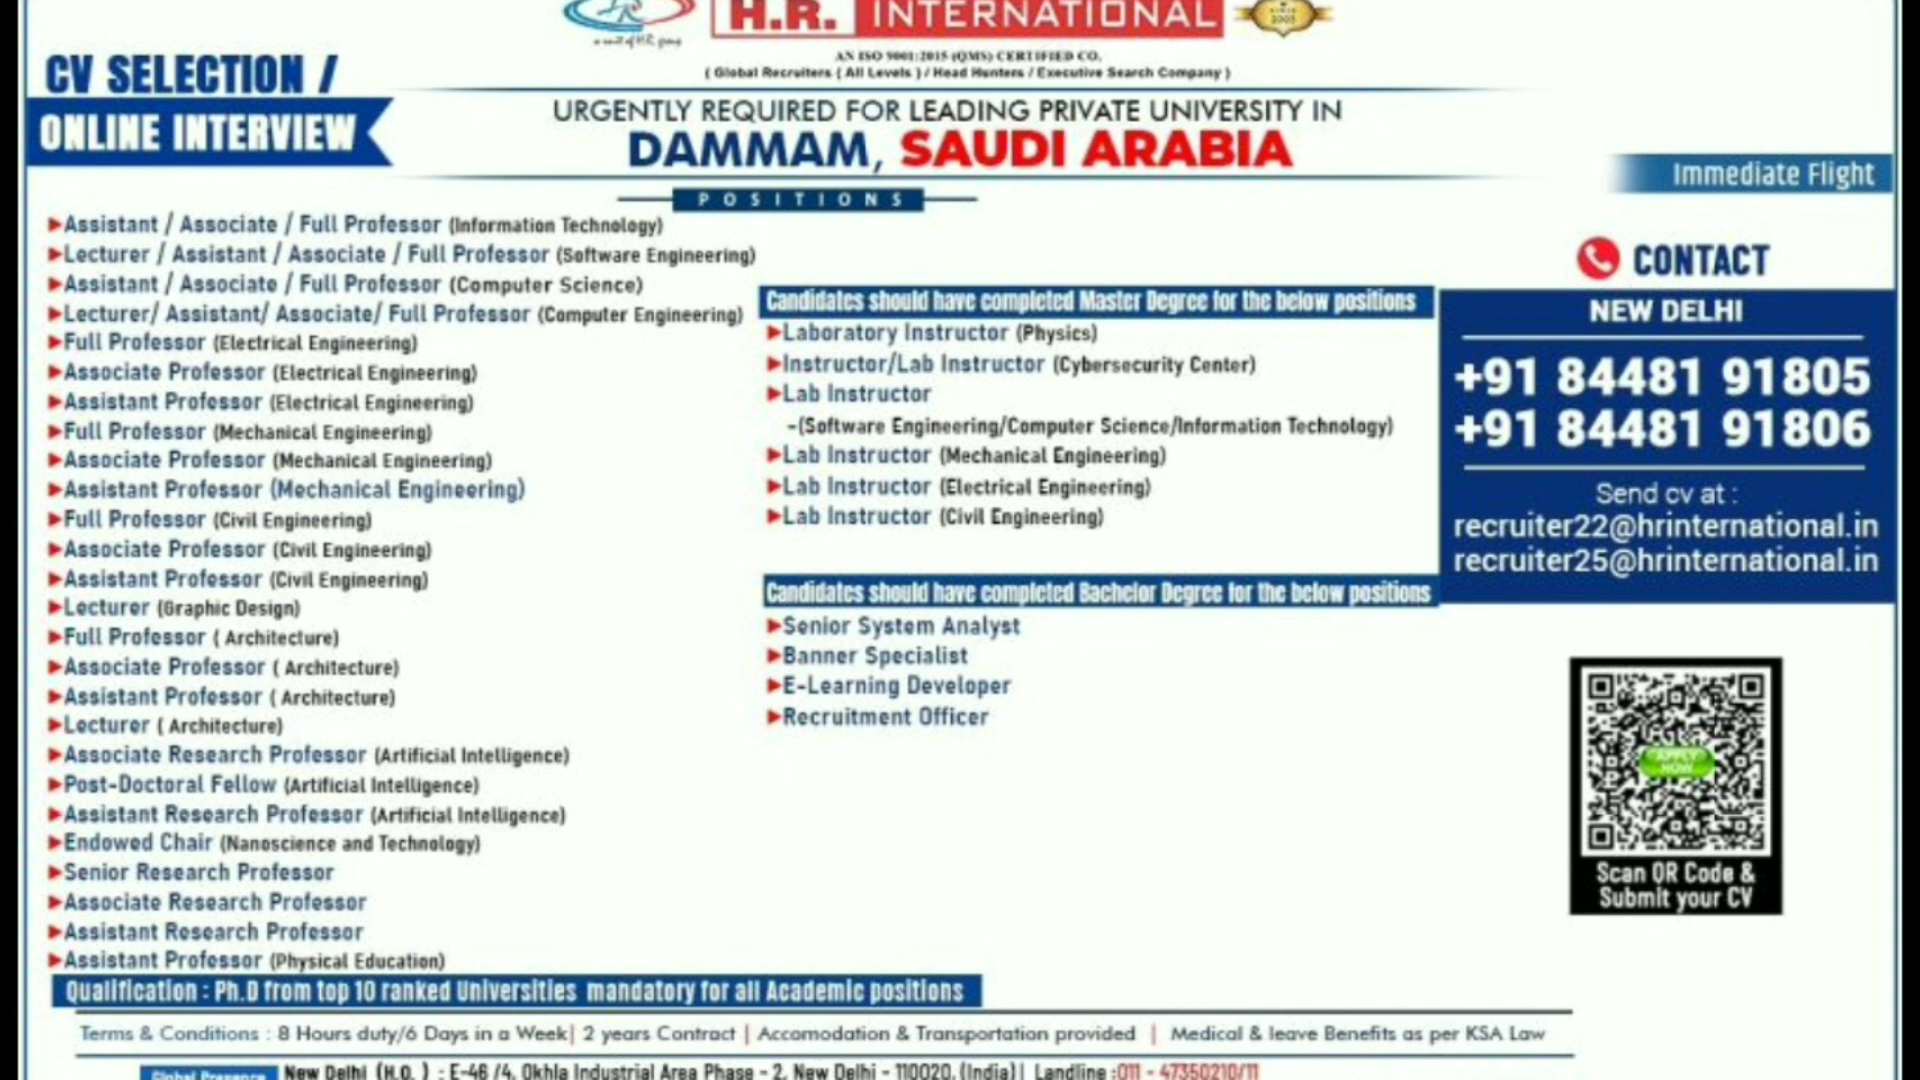 H.R. INTERNATIONAL
a unit of H.R. group
SINCE
2005
AN ISO 9001:2015 (QMS) CERTIFIED CO.
( Global Recruiters ( All Levels ) / Head Hunters / Executive Search Company )
CV SELECTION /
ONLINE INTERVIEW
URGENTLY REQUIRED FOR LEADING PRIVATE UNIVERSITY IN
DAMMAM, SAUDI ARABIA
Immediate Flight
POSITIONS
Assistant / Associate / Full Professor (Information Technology)
Lecturer / Assistant / Associate / Full Professor (Software Engineering)
Assistant / Associate / Full Professor (Computer Science)
Lecturer/ Assistant/ Associate/ Full Professor (Computer Engineering)
Full Professor (Electrical Engineering)
Associate Professor (Electrical Engineering)
Assistant Professor (Electrical Engineering)
Full Professor (Mechanical Engineering)
Associate Professor (Mechanical Engineering)
Assistant Professor (Mechanical Engineering)
Full Professor (Civil Engineering)
Associate Professor (Civil Engineering)
Assistant Professor (Civil Engineering)
Lecturer (Graphic Design)
Full Professor ( Architecture)
Associate Professor ( Architecture)
Assistant Professor ( Architecture)
Lecturer ( Architecture)
Associate Research Professor (Artificial Intelligence)
Post-Doctoral Fellow (Artificial Intelligence)
Assistant Research Professor (Artificial Intelligence)
Endowed Chair (Nanoscience and Technology)
Senior Research Professor
Associate Research Professor
Assistant Research Professor
Assistant Professor (Physical Education)
Candidates should have completed Master Degree for the below positions
Laboratory Instructor (Physics)
Instructor/Lab Instructor (Cybersecurity Center)
Lab Instructor
-(Software Engineering/Computer Science/Information Technology)
Lab Instructor (Mechanical Engineering)
Lab Instructor (Electrical Engineering)
Lab Instructor (Civil Engineering)
Candidates should have completed Bachelor Degree for the below positions
Senior System Analyst
Banner Specialist
E-Learning Developer
Recruitment Officer
CONTACT
NEW DELHI
+91 84481 91805
+91 84481 91806
Send cv at :
recruiter22@hrinternational.in
recruiter25@hrinternational.in
APPLY
NOW
Scan QR Code &
Submit your CV
Qualification : Ph.D from top 10 ranked Universities mandatory for all Academic positions
Terms & Conditions : 8 Hours duty/6 Days in a Week| 2 years Contract | Accomodation & Transportation provided | Medical & leave Benefits as per KSA Law
Global Presence New Delhi (H.O. ) : E-46 /4, Okhla Industrial Area Phase - 2, New Delhi - 110020, (India)| Landline :011 - 47350210/11